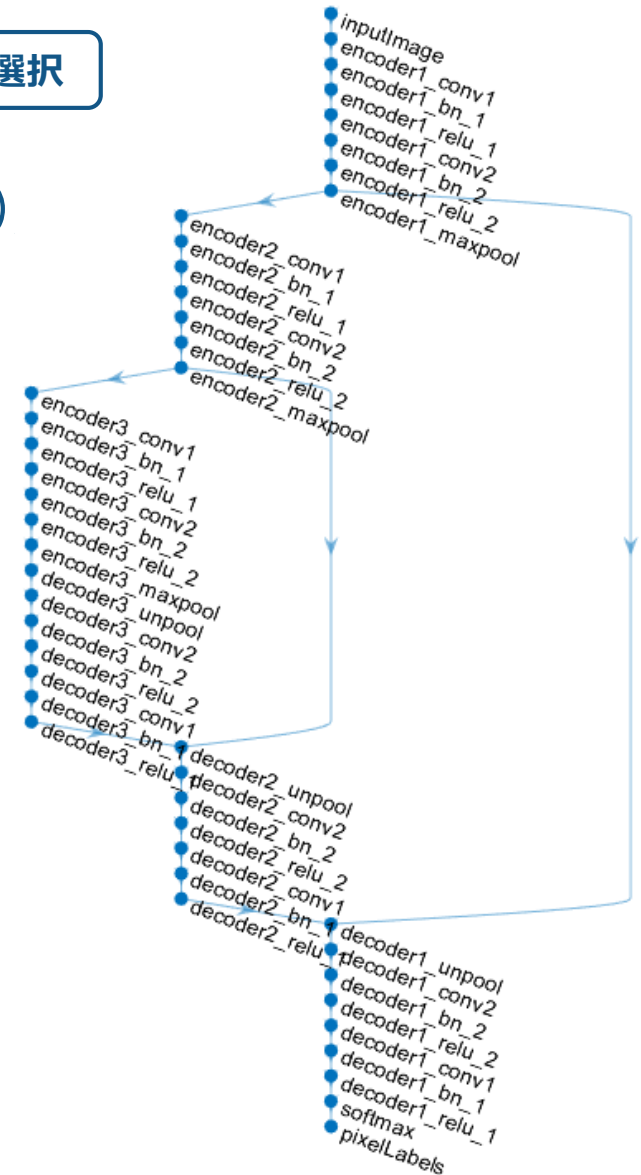 選択
)
inputImage
encoder1_conv1
encoder1_bn_1
encoder1_relu_1
encoder1_conv2
encoder1_bn_2
encoder1_relu_2
encoder1_maxpool
encoder2_conv1
encoder2_bn_1
encoder2_relu_1
encoder2_conv2
encoder2_bn_2
encoder2_relu_2
encoder2_maxpool
encoder3_conv1
encoder3_bn_1
encoder3_relu_1
encoder3_conv2
encoder3_bn_2
encoder3_relu_2
encoder3_maxpool
decoder3_unpool
decoder3_conv2
decoder3_bn_2
decoder3_relu_2
decoder3_conv1
decoder3_bn_1
decoder3_relu_1
decoder2_unpool
decoder2_conv2
decoder2_bn_2
decoder2_relu_2
decoder2_conv1
decoder2_bn_1
decoder2_relu_1
decoder1_unpool
decoder1_conv2
decoder1_bn_2
decoder1_relu_2
decoder1_conv1
decoder1_bn_1
decoder1_relu_1
softmax
pixelLabels